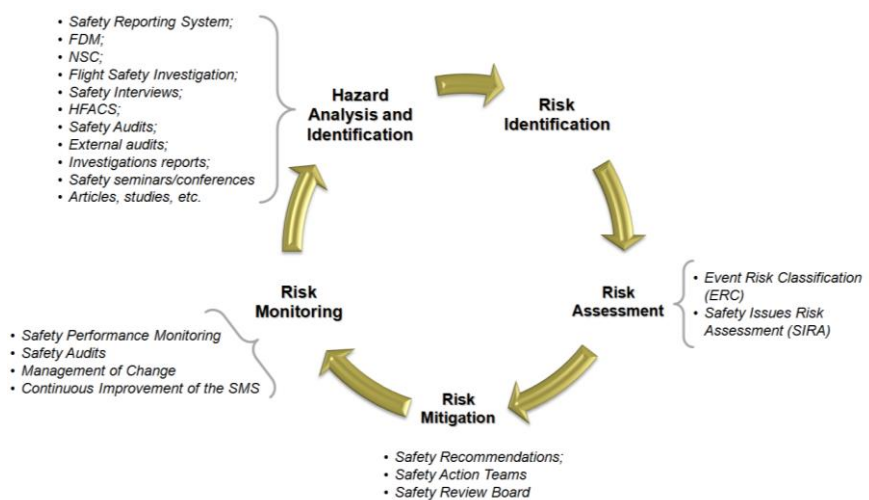 • Safety Reporting System;
• FDM;
• NSC;
• Flight Safety Investigation;
• Safety Interviews;
• HFACS;
• Safety Audits;
• External audits;
• Investigations reports;
• Safety seminars/conferences
• Articles, studies, etc.
Hazard
Analysis and
Identification
Risk
Identification
Risk
Assessment
• Event Risk Classification
(ERC)
• Safety Issues Risk
Assessment (SIRA)
Risk
Mitigation
• Safety Recommendations;
• Safety Action Teams
• Safety Review Board
Risk
Monitoring
• Safety Performance Monitoring
• Safety Audits
• Management of Change
• Continuous Improvement of the SMS